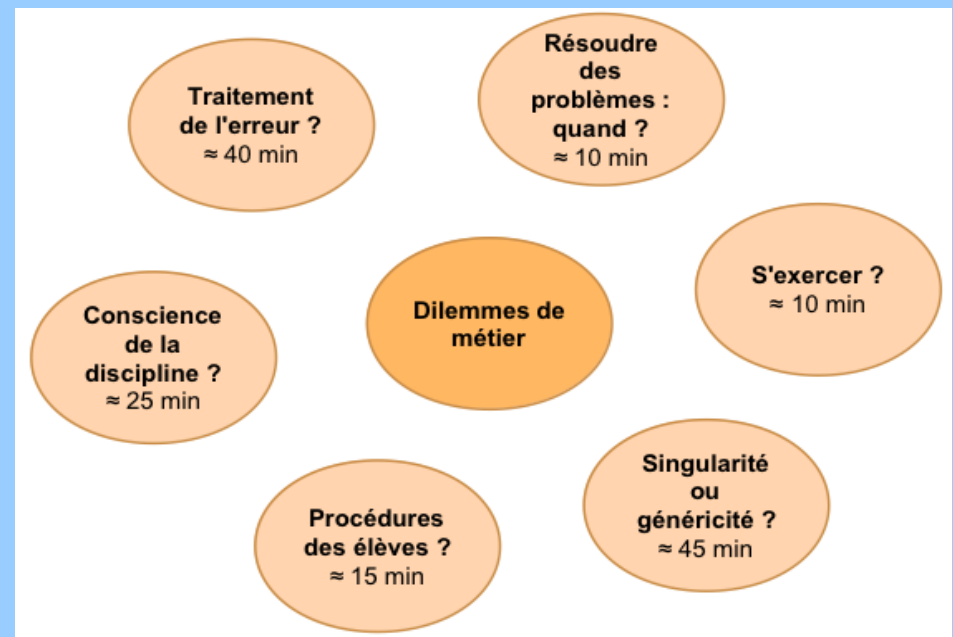 Résoudre
des
problèmes :
quand ?
≈ 10 min
Traitement
de l'erreur ?
≈ 40 min
S'exercer ?
≈ 10 min
Dilemmes de
métier
Conscience
de la
discipline ?
≈ 25 min
Singularité
ou
généricité ?
≈ 45 min
Procédures
des élèves ?
≈ 15 min